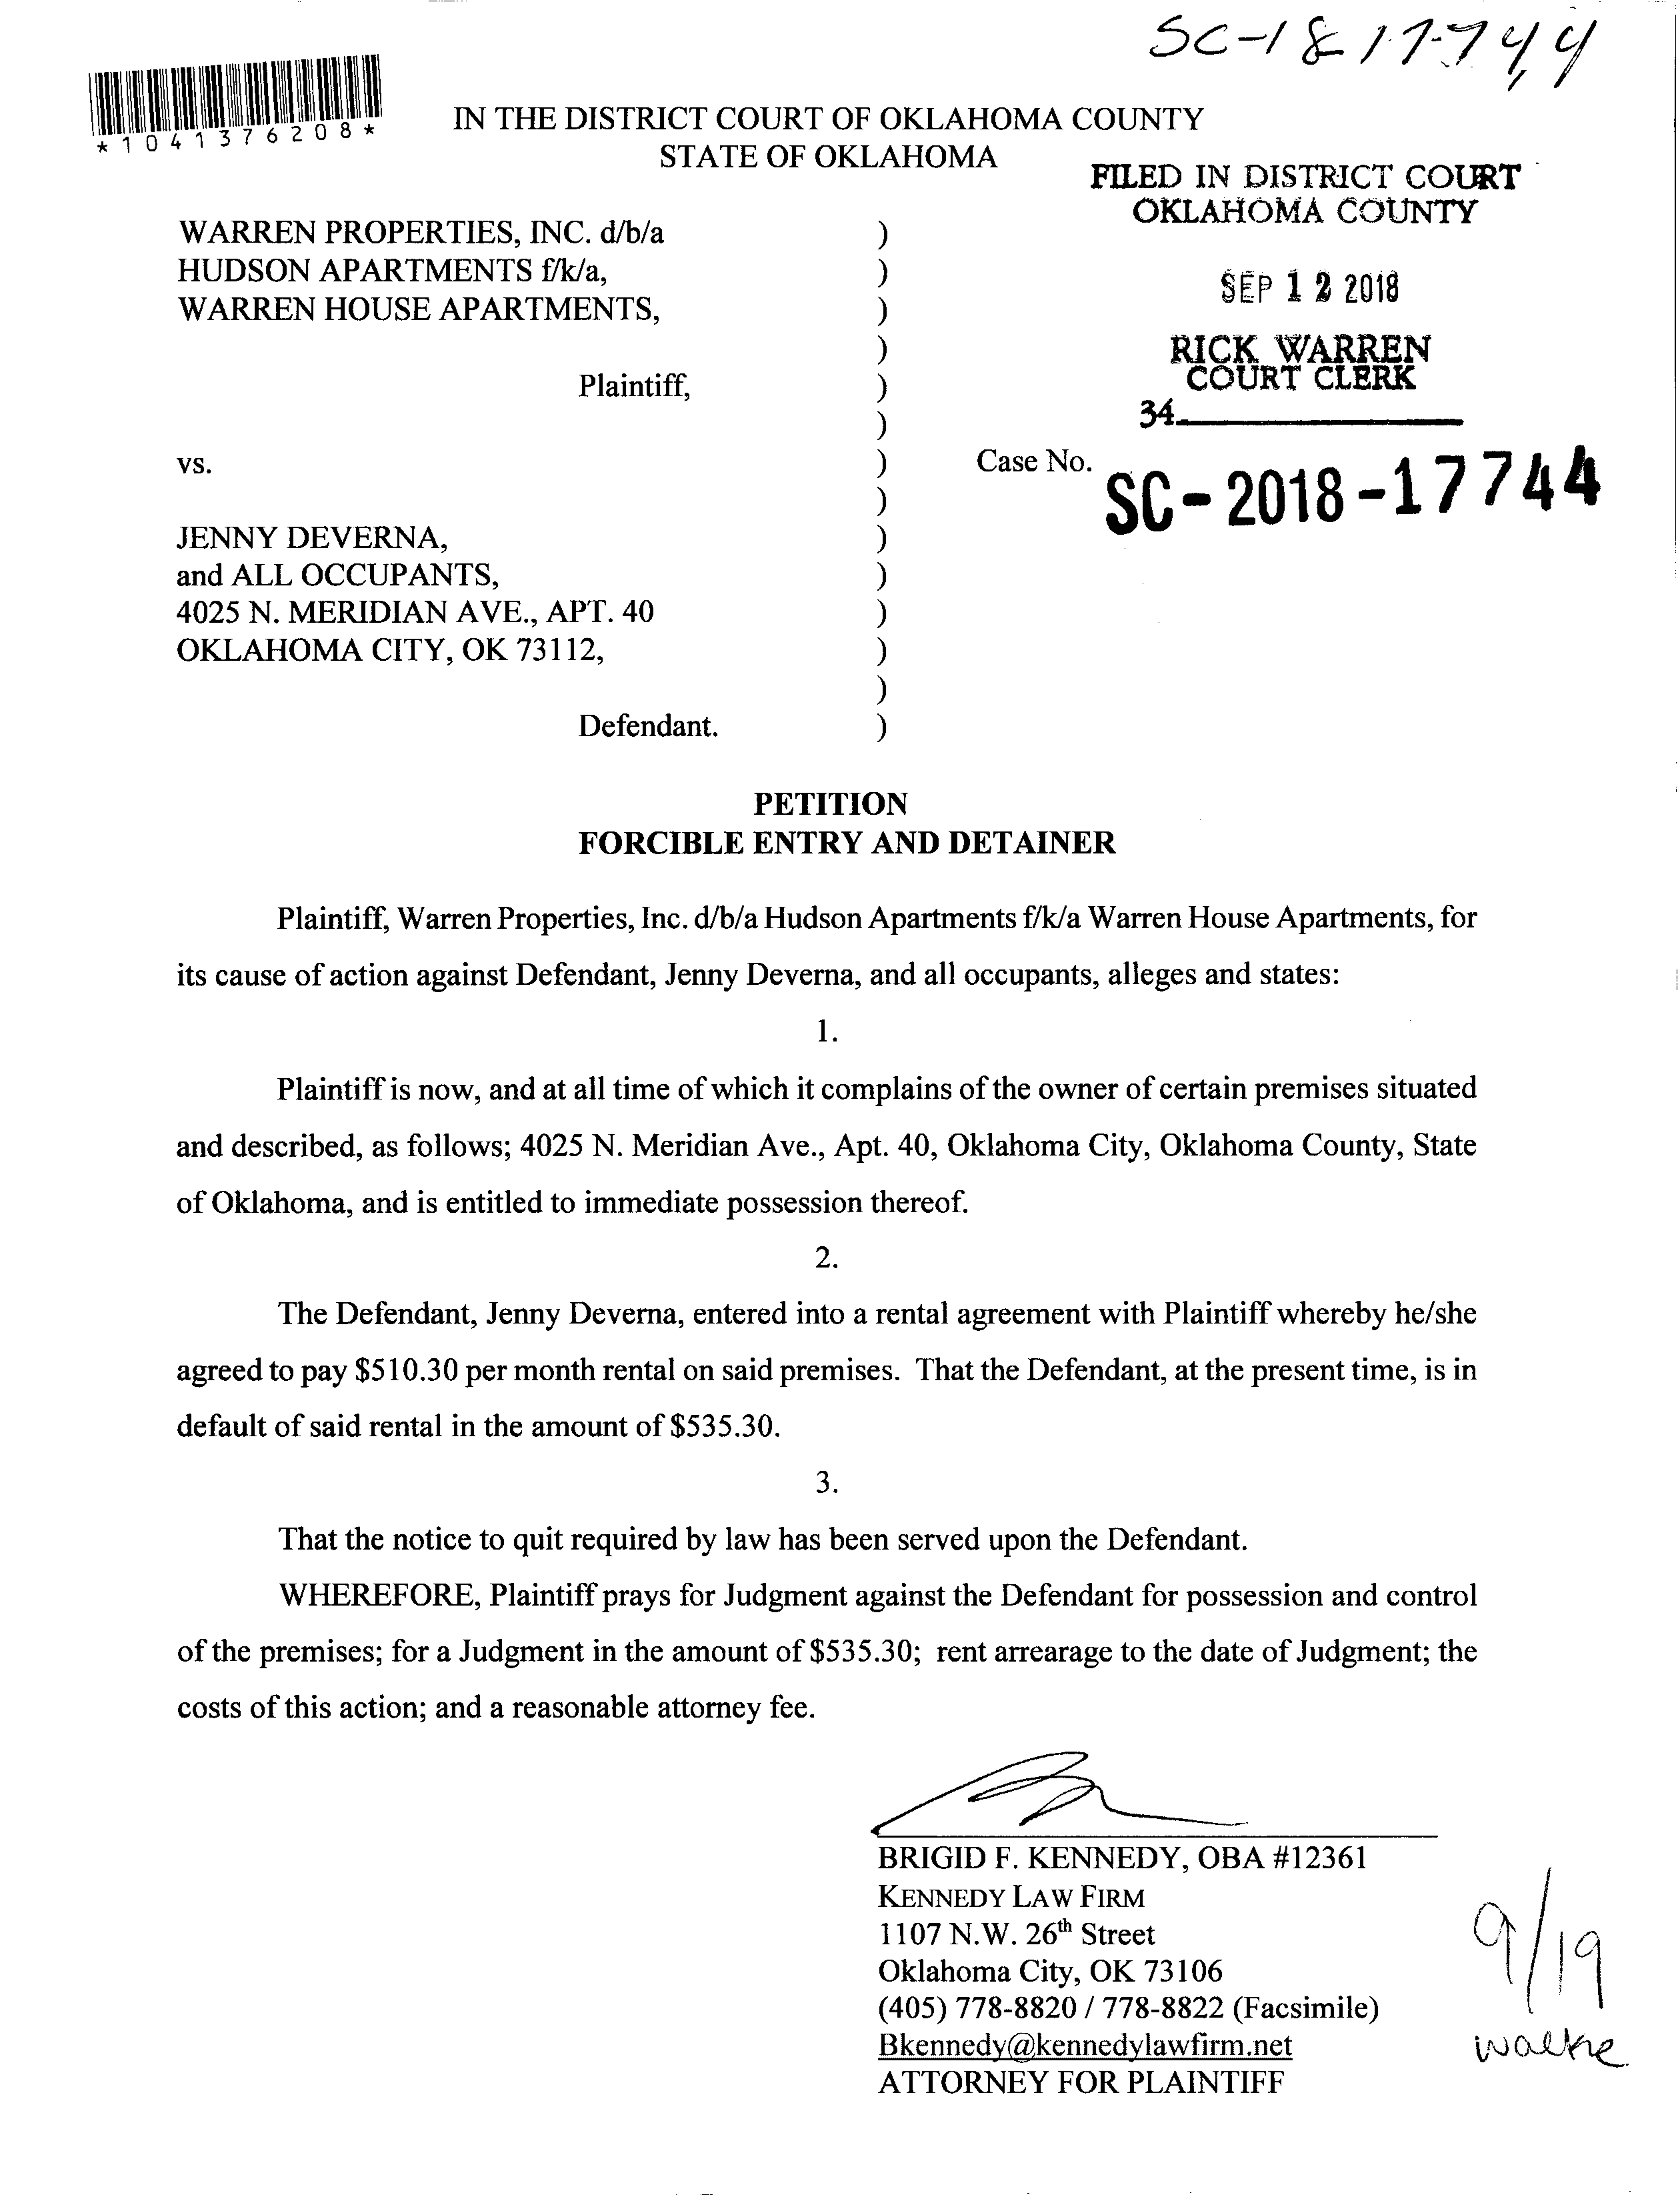 SC-18 17744
*1041376208*
IN THE DISTRICT COURT OF OKLAHOMA COUNTY
STATE OF OKLAHOMA
FILED IN DISTRICT COURT
OKLAHOMA COUNTY
SEP 12 2018
RICK WARREN
COURT CLERK
34
WARREN PROPERTIES, INC. d/b/a )
HUDSON APARTMENTS f/k/a, )
WARREN HOUSE APARTMENTS, )
)
Plaintiff, )
)
vs. ) Case No. SC-2018-17744
)
JENNY DEVERNA, )
and ALL OCCUPANTS, )
4025 N. MERIDIAN AVE., APT. 40 )
OKLAHOMA CITY, OK 73112, )
)
Defendant. )
PETITION
FORCIBLE ENTRY AND DETAINER
Plaintiff, Warren Properties, Inc. d/b/a Hudson Apartments f/k/a Warren House Apartments, for
its cause of action against Defendant, Jenny Deverna, and all occupants, alleges and states:
1.
Plaintiff is now, and at all time of which it complains of the owner of certain premises situated
and described, as follows; 4025 N. Meridian Ave., Apt. 40, Oklahoma City, Oklahoma County, State
of Oklahoma, and is entitled to immediate possession thereof.
2.
The Defendant, Jenny Deverna, entered into a rental agreement with Plaintiff whereby he/she
agreed to pay $510.30 per month rental on said premises. That the Defendant, at the present time, is in
default of said rental in the amount of $535.30.
3.
That the notice to quit required by law has been served upon the Defendant.
WHEREFORE, Plaintiff prays for Judgment against the Defendant for possession and control
of the premises; for a Judgment in the amount of $535.30; rent arrearage to the date of Judgment; the
costs of this action; and a reasonable attorney fee.
BRIGID F. KENNEDY, OBA #12361
KENNEDY LAW FIRM
1107 N.W. 26th Street
Oklahoma City, OK 73106
(405) 778-8820 / 778-8822 (Facsimile)
Bkennedy@kennedylawfirm.net
ATTORNEY FOR PLAINTIFF
9/19